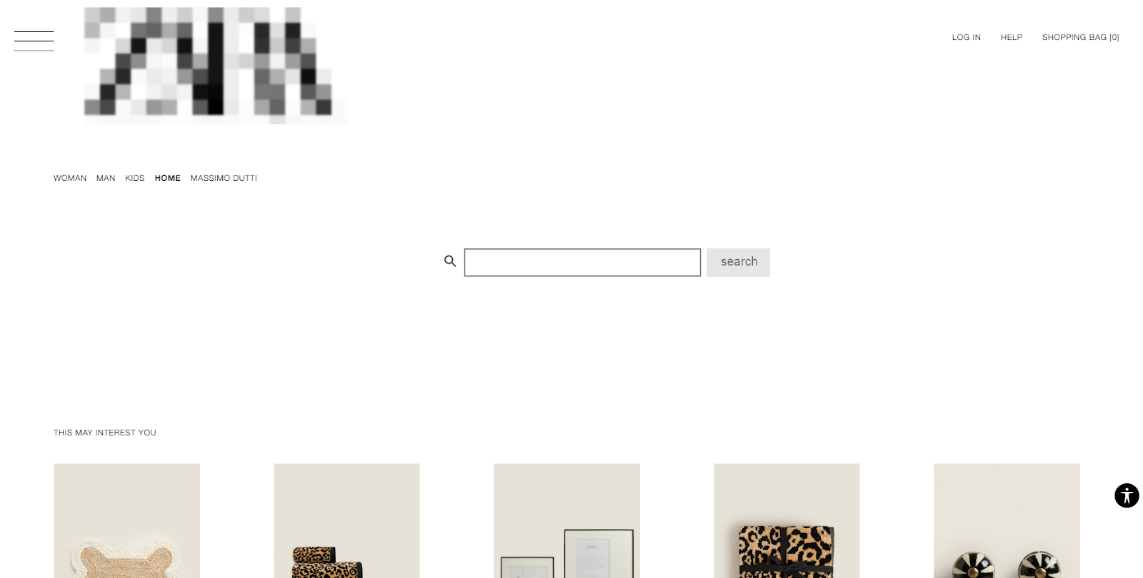 LOG IN HELP SHOPPING BAG [0]
WOMAN MAN KIDS HOME MASSIMO DUTTI
search
THIS MAY INTEREST YOU